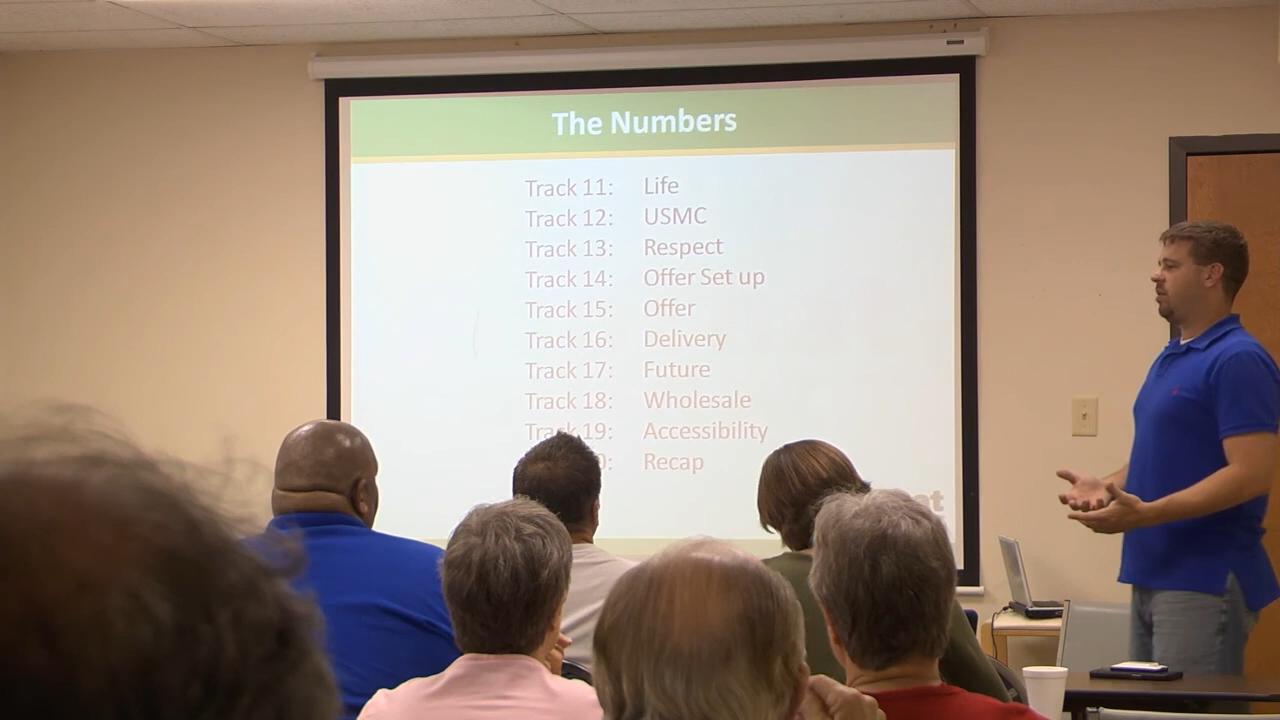 The Numbers
Track 11: Life
Track 12: USMC
Track 13: Respect
Track 14: Offer Set up
Track 15: Offer
Track 16: Delivery
Track 17: Future
Track 18: Wholesale
Track 19: Accessibility
Recap